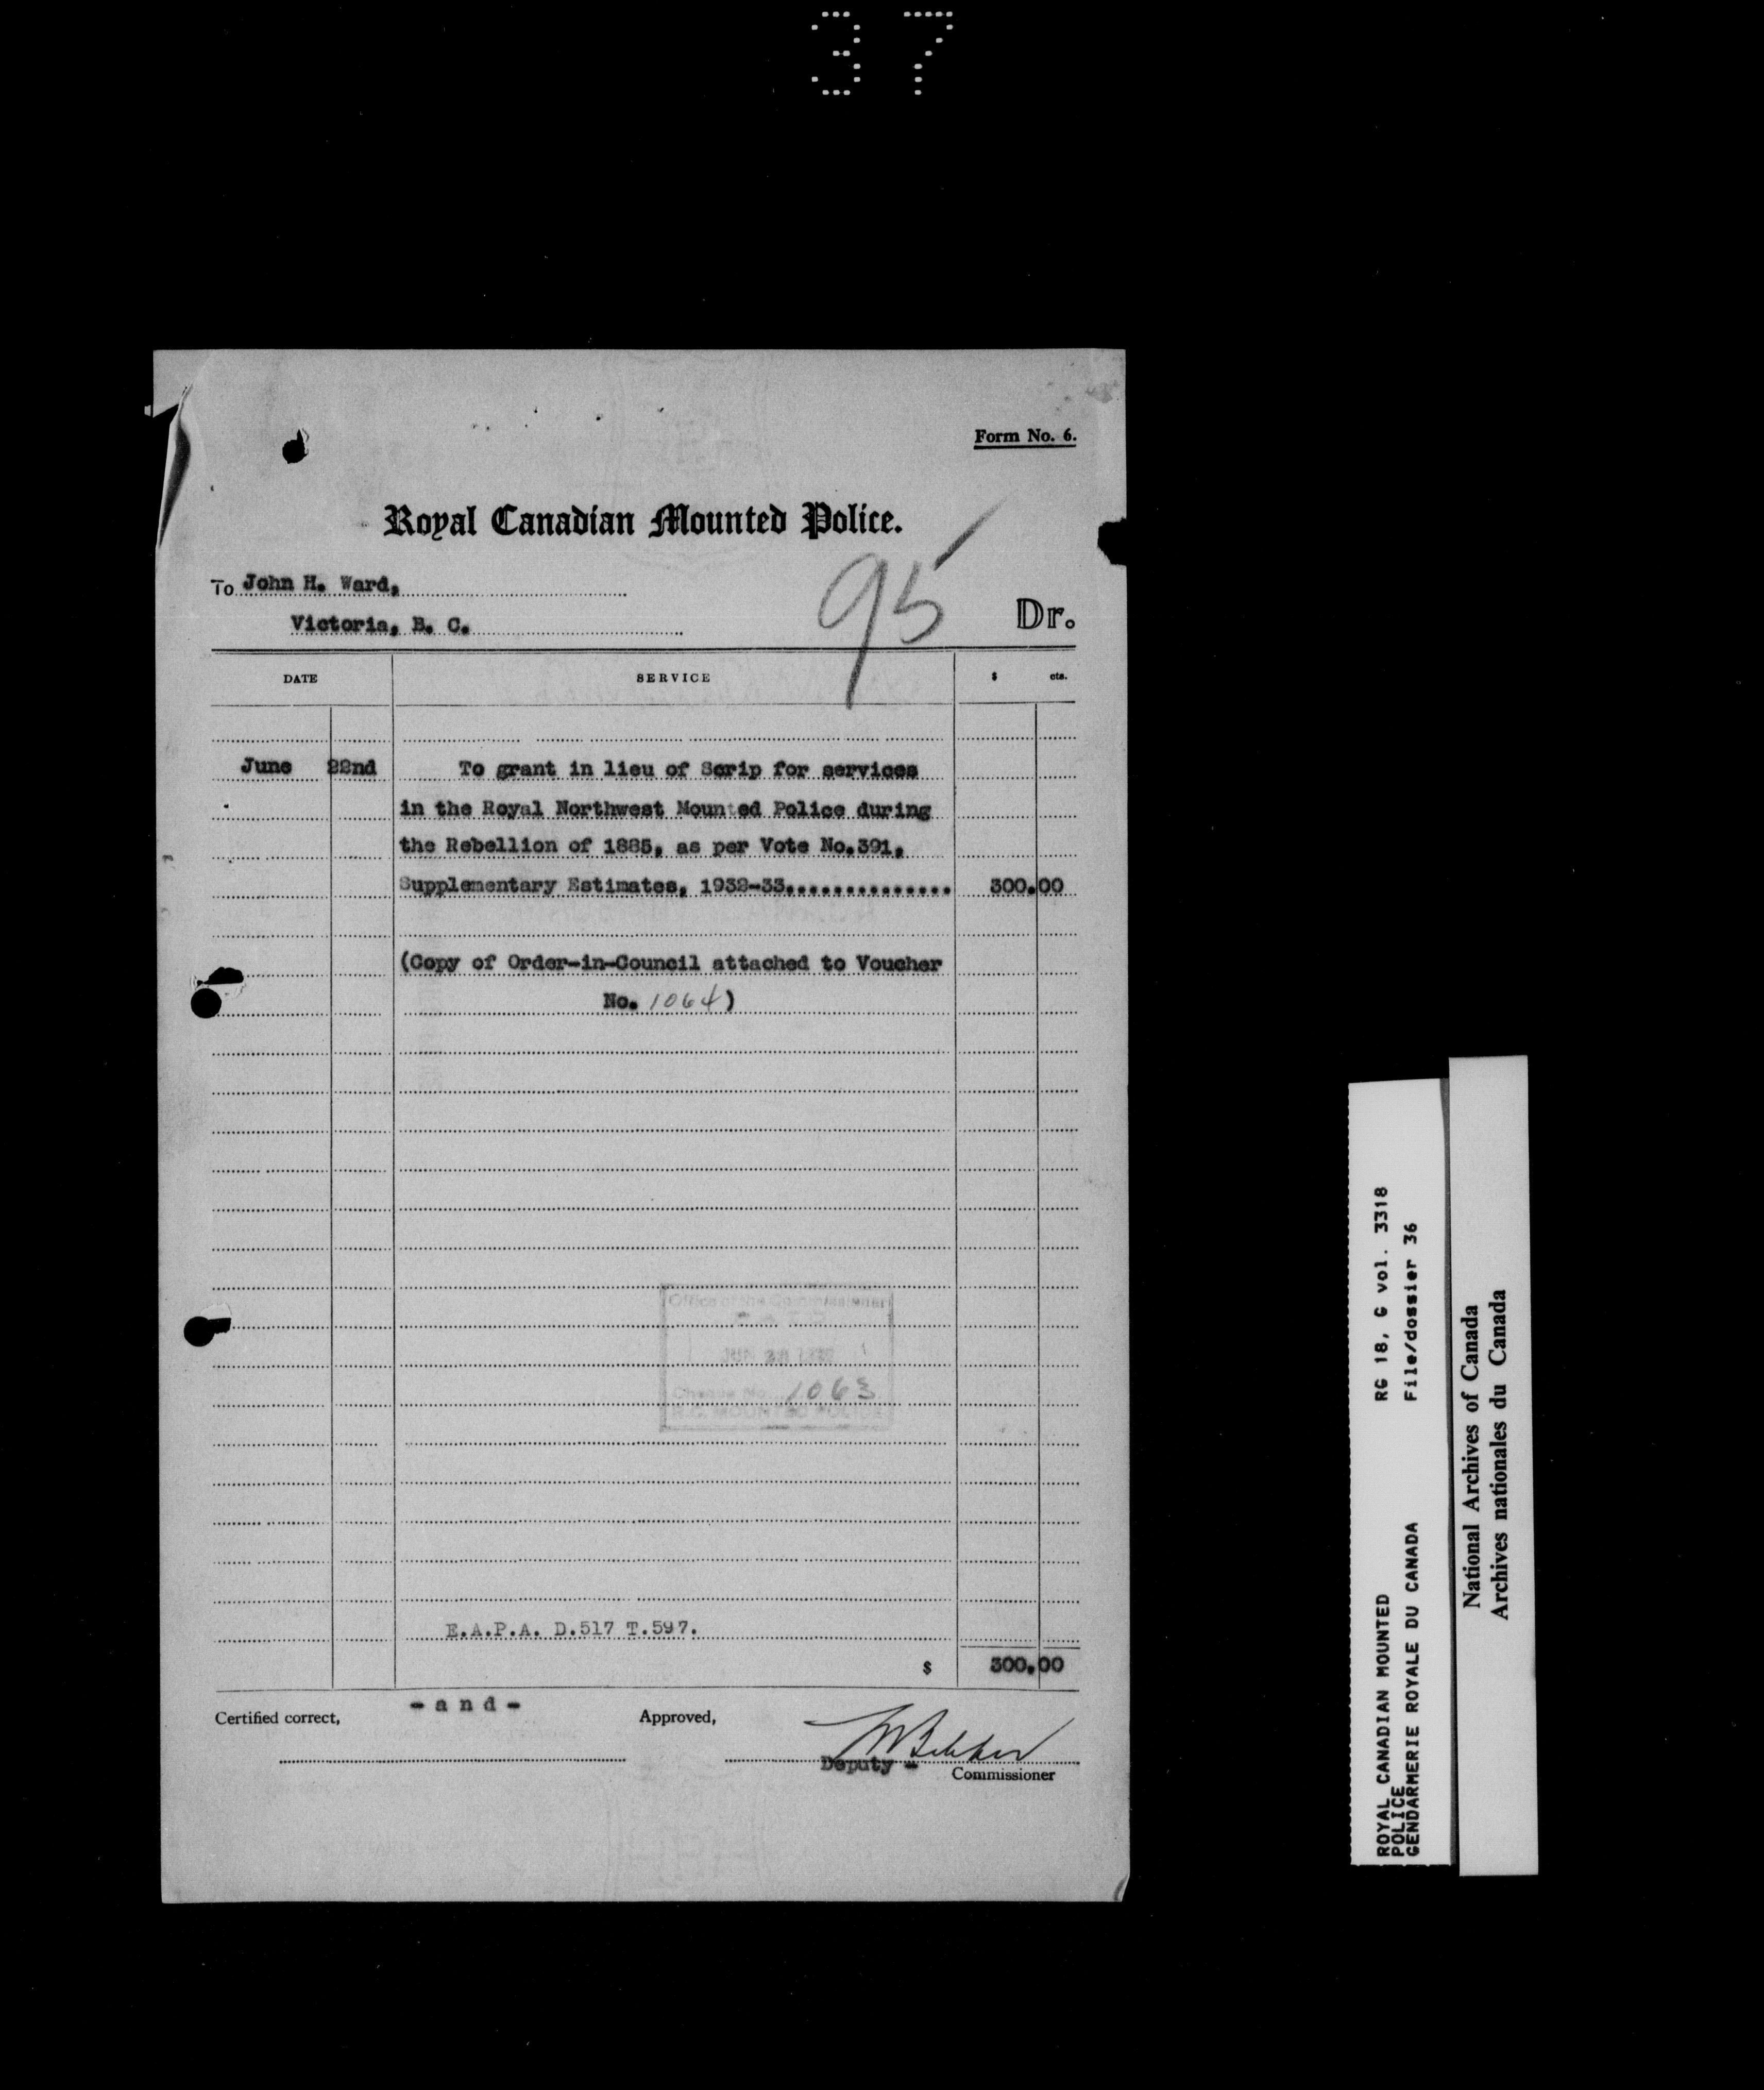 37
Form No. 6.
Royal Canadian Mounted Police.
95
To John H. Ward,
Victoria, B. C.
Dr.
DATE SERVICE $ cts.
June 22nd To grant in lieu of Scrip for services
in the Royal Northwest Mounted Police during
the Rebellion of 1885, as per Vote No.391,
Supplementary Estimates, 1932-33.............. 300.00
(Copy of Order-in-Council attached to Voucher
No. 1064)
Office of the Commissioner
JUN
Cheque No. 1063
R.C. MOUNTED POLICE
E.A.P.A. D.517 T.597.
$ 300.00
- a n d -
Certified correct,
Approved,
Deputy -
Commissioner
ROYAL CANADIAN MOUNTED RG 18, G vol. 3318
POLICE
GENDARMERIE ROYALE DU CANADA File/dossier 36
National Archives of Canada
Archives nationales du Canada